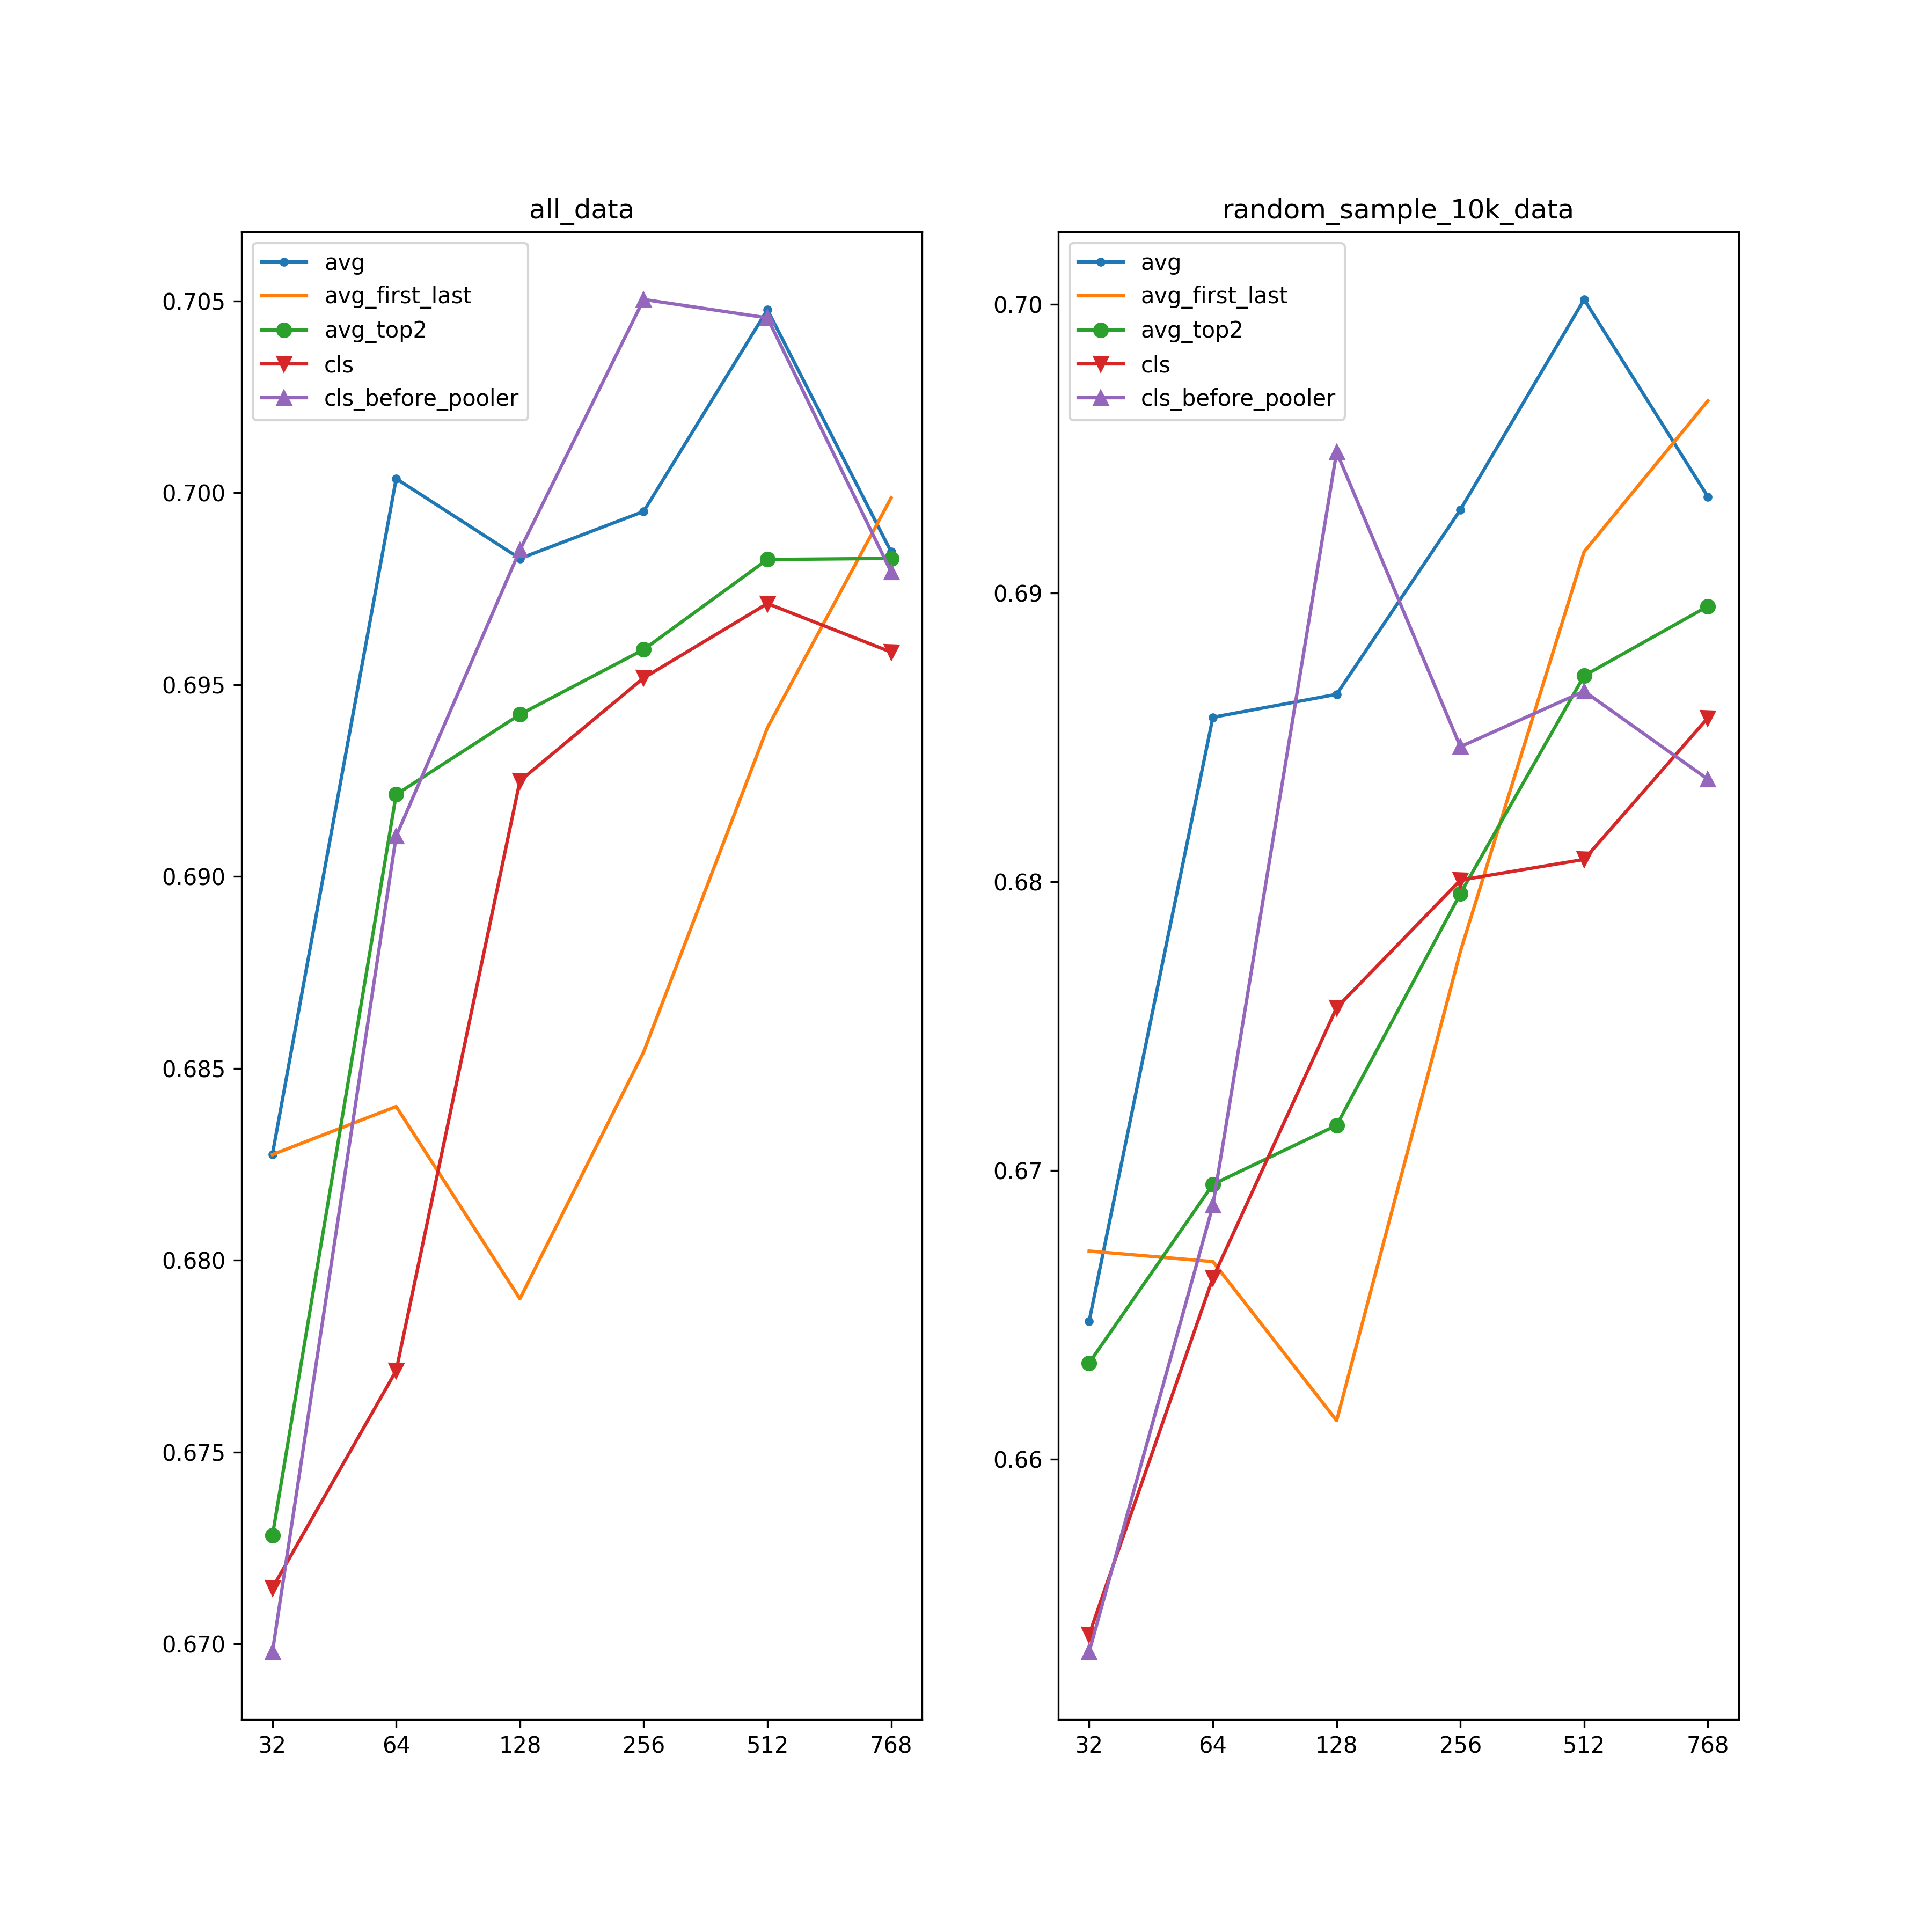 all_data
avg
avg_first_last
avg_top2
cls
cls_before_pooler
0.705
0.700
0.695
0.690
0.685
0.680
0.675
0.670
32 64 128 256 512 768
random_sample_10k_data
avg
avg_first_last
avg_top2
cls
cls_before_pooler
0.70
0.69
0.68
0.67
0.66
32 64 128 256 512 768